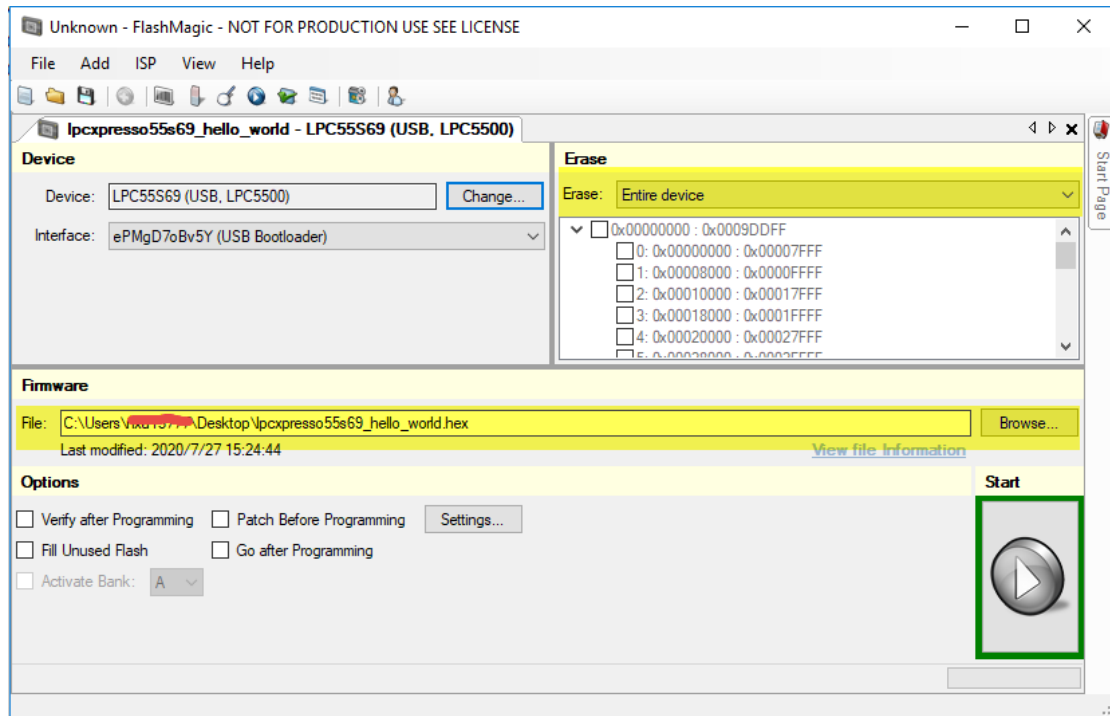 Unknown - FlashMagic - NOT FOR PRODUCTION USE SEE LICENSE
File Add ISP View Help
lpcxpresso55s69_hello_world - LPC55S69 (USB, LPC5500)
Start Page
Device
Device: LPC55S69 (USB, LPC5500) Change...
Interface: ePMgD7oBv5Y (USB Bootloader)
Erase
Erase: Entire device
0x00000000 : 0x0009DDFF
0: 0x00000000 : 0x00007FFF
1: 0x00008000 : 0x0000FFFF
2: 0x00010000 : 0x00017FFF
3: 0x00018000 : 0x0001FFFF
4: 0x00020000 : 0x00027FFF
5: 0x00028000 : 0x0002FFFF
Firmware
File: C:\Users\ \Desktop\lpcxpresso55s69_hello_world.hex Browse...
Last modified: 2020/7/27 15:24:44 View file Information
Options
Verify after Programming Patch Before Programming Settings...
Fill Unused Flash Go after Programming
Activate Bank: A
Start